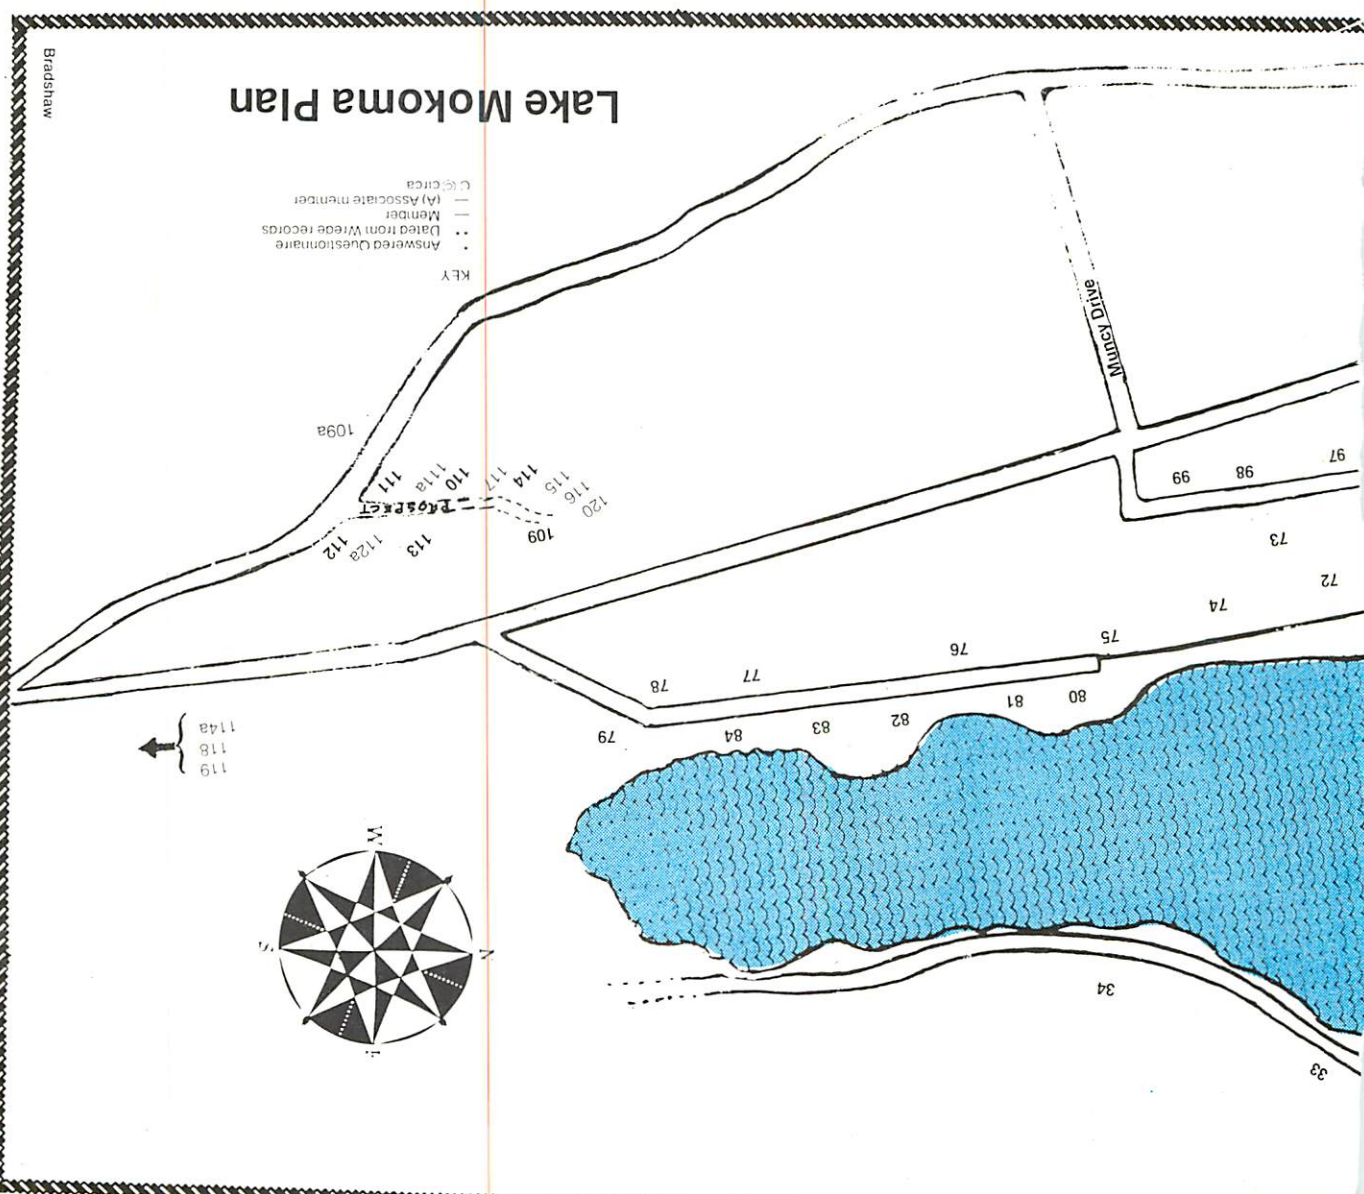 Lake Mokoma Plan
Bradshaw
KEY
• Answered Questionnaire
•• Dated from Wrede records
— Member
— (A) Associate member
C circa
Muncy Drive
PROSPECT
109a
111
111a
110
117
114
115
116
120
109
113
112a
112
97
98
99
73
72
74
75
76
77
78
79
80
81
82
83
84
34
33
119
118
114a
N
E
S
W